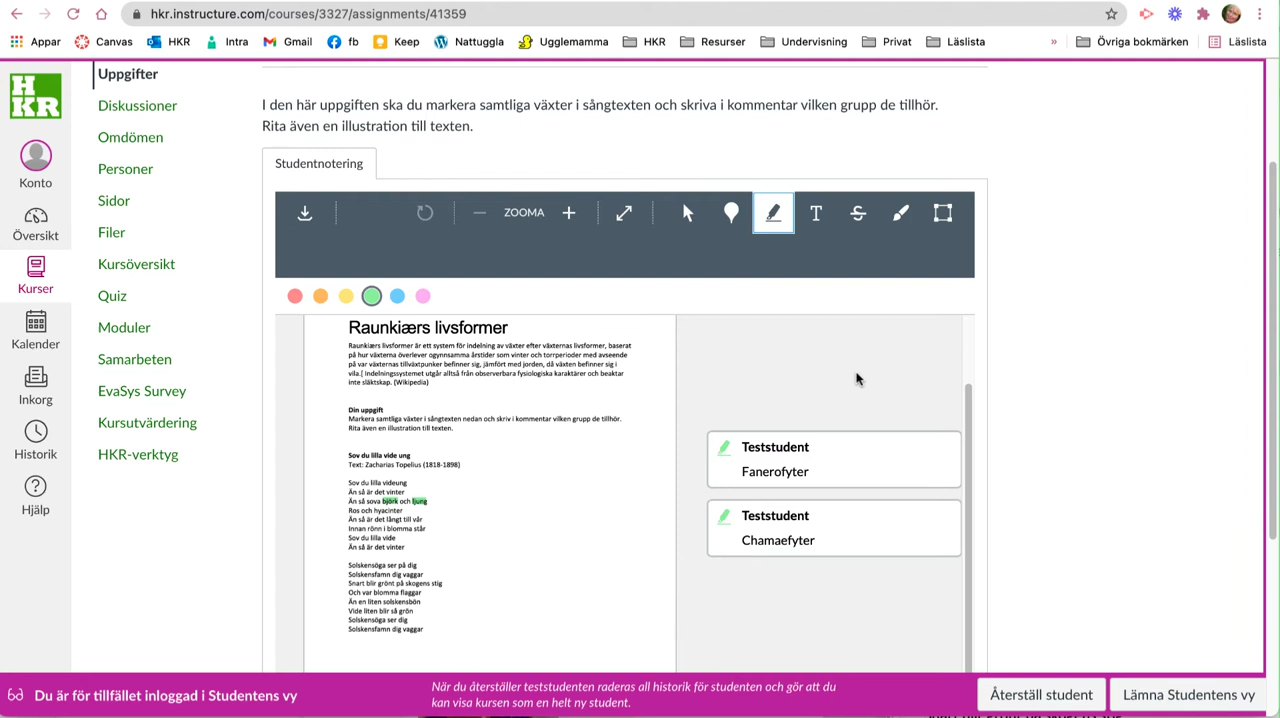 hkr.instructure.com/courses/3327/assignments/41359
Appar Canvas HKR Intra Gmail fb Keep Nattuggla Ugglemamma HKR Resurser Undervisning Privat Läslista » Övriga bokmärken Läslista
HKR
Konto
Översikt
Kurser
Kalender
Inkorg
Historik
Hjälp
Uppgifter
Diskussioner
Omdömen
Personer
Sidor
Filer
Kursöversikt
Quiz
Moduler
Samarbeten
EvaSys Survey
Kursutvärdering
HKR-verktyg
I den här uppgiften ska du markera samtliga växter i sångtexten och skriva i kommentar vilken grupp de tillhör.
Rita även en illustration till texten.
Studentnotering
ZOOMA
Raunkiærs livsformer
Raunkiærs livsformer är ett system för indelning av växter efter växternas livsformer, baserat
på hur växterna överlever ogynnsamma årstider som vinter och torrperioder med avseende
på var växternas tillväxtpunker befinner sig, jämfört med jorden, då växten befinner sig i
vila.[ Indelningssystemet utgår alltså från observerbara fysiologiska karaktärer och beaktar
inte släktskap. (Wikipedia)
Din uppgift
Markera samtliga växter i sångtexten nedan och skriv i kommentar vilken grupp de tillhör.
Rita även en illustration till texten.
Sov du lilla vide ung
Text: Zacharias Topelius (1818-1898)
Sov du lilla videung
Än så är det vinter
Än så sova björk och ljung
Ros och hyacinter
Än så är det långt till vår
Innan rönn i blomma står
Sov du lilla vide
Än så är det vinter
Solskensöga ser på dig
Solskensfamn dig vaggar
Snart blir grönt på skogens stig
Och var blomma flaggar
Än en liten solskensbön
Vide liten blir så grön
Solskensöga ser dig
Solskensfamn dig vaggar
Teststudent
Fanerofyter
Teststudent
Chamaefyter
Du är för tillfället inloggad i Studentens vy
När du återställer teststudenten raderas all historik för studenten och gör att du
kan visa kursen som en helt ny student.
Återställ student
Lämna Studentens vy